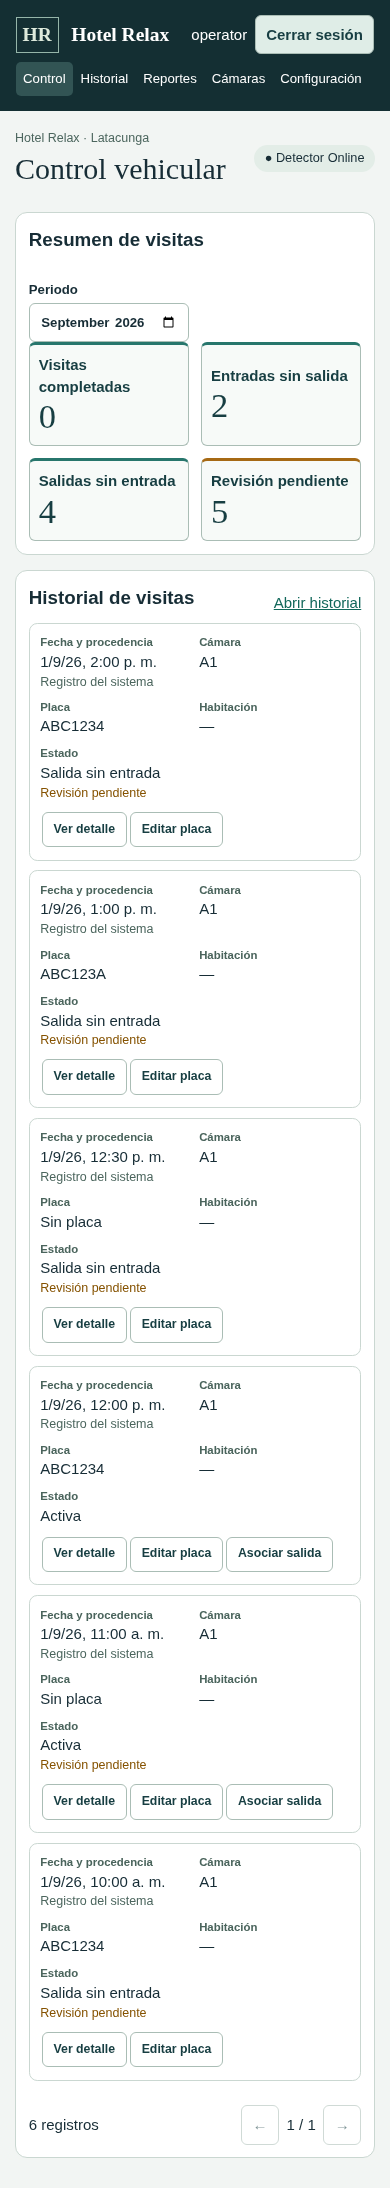 HR Hotel Relax operator Cerrar sesión
Control Historial Reportes Cámaras Configuración
Hotel Relax · Latacunga
Control vehicular
● Detector Online
Resumen de visitas
Periodo
September 2026
Visitas
completadas
0
Entradas sin salida
2
Salidas sin entrada
4
Revisión pendiente
5
Historial de visitas
Abrir historial
Fecha y procedencia Cámara
1/9/26, 2:00 p. m. A1
Registro del sistema
Placa Habitación
ABC1234 —
Estado
Salida sin entrada
Revisión pendiente
Ver detalle Editar placa
Fecha y procedencia Cámara
1/9/26, 1:00 p. m. A1
Registro del sistema
Placa Habitación
ABC123A —
Estado
Salida sin entrada
Revisión pendiente
Ver detalle Editar placa
Fecha y procedencia Cámara
1/9/26, 12:30 p. m. A1
Registro del sistema
Placa Habitación
Sin placa —
Estado
Salida sin entrada
Revisión pendiente
Ver detalle Editar placa
Fecha y procedencia Cámara
1/9/26, 12:00 p. m. A1
Registro del sistema
Placa Habitación
ABC1234 —
Estado
Activa
Ver detalle Editar placa Asociar salida
Fecha y procedencia Cámara
1/9/26, 11:00 a. m. A1
Registro del sistema
Placa Habitación
Sin placa —
Estado
Activa
Revisión pendiente
Ver detalle Editar placa Asociar salida
Fecha y procedencia Cámara
1/9/26, 10:00 a. m. A1
Registro del sistema
Placa Habitación
ABC1234 —
Estado
Salida sin entrada
Revisión pendiente
Ver detalle Editar placa
6 registros ← 1 / 1 →